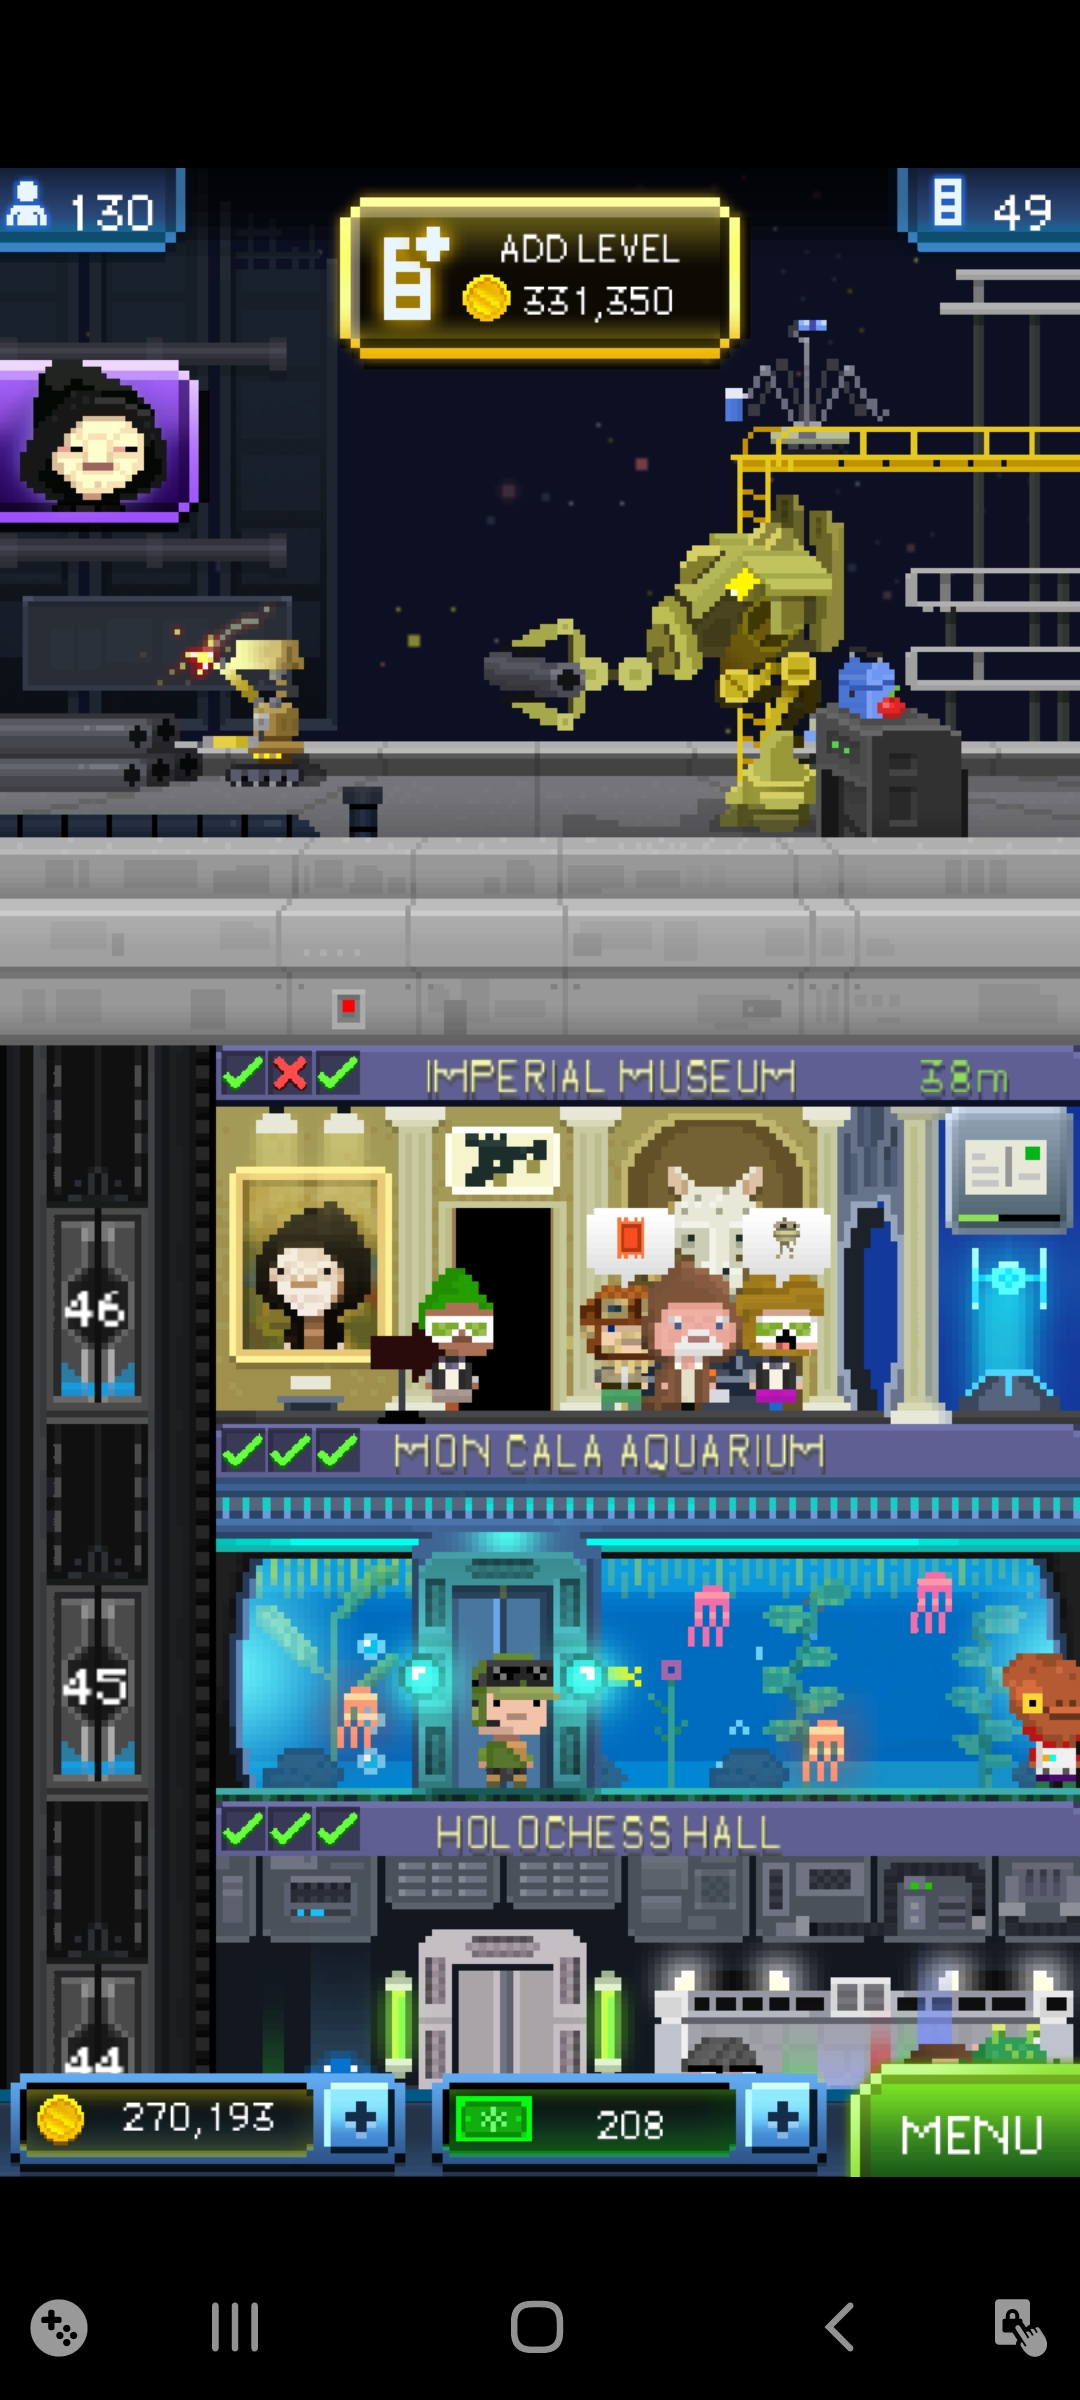 130
ADD LEVEL
331,350
49
IMPERIAL MUSEUM 38m
46
MON CALA AQUARIUM
45
HOLOCHESS HALL
44
270,193
208
MENU